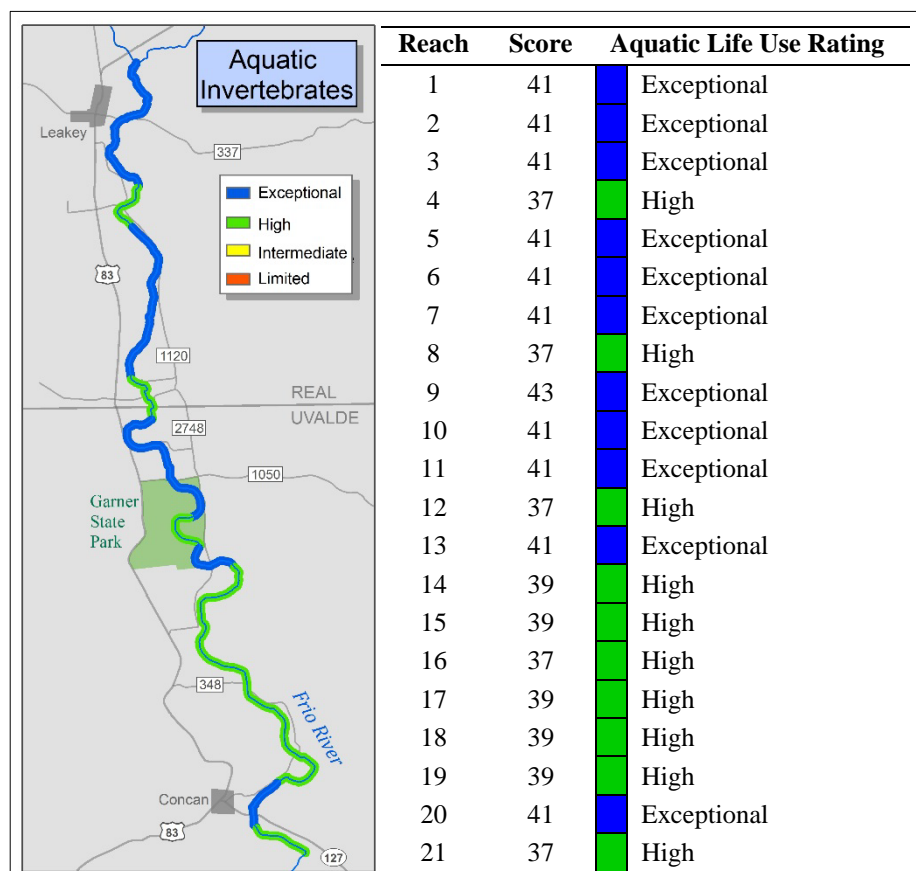 Aquatic
Invertebrates
Leakey
337
Exceptional
High
Intermediate
Limited
83
1120
REAL
UVALDE
2748
1050
Garner
State
Park
348
Frio River
Concan
83
127
Reach Score Aquatic Life Use Rating
1 41 Exceptional
2 41 Exceptional
3 41 Exceptional
4 37 High
5 41 Exceptional
6 41 Exceptional
7 41 Exceptional
8 37 High
9 43 Exceptional
10 41 Exceptional
11 41 Exceptional
12 37 High
13 41 Exceptional
14 39 High
15 39 High
16 37 High
17 39 High
18 39 High
19 39 High
20 41 Exceptional
21 37 High